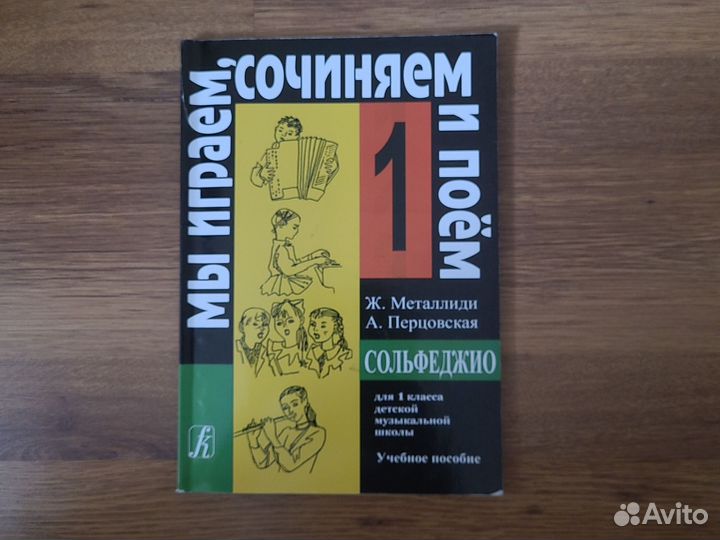 мы играем,
сочиняем
и поём
1
Ж. Металлиди
А. Перцовская
СОЛЬФЕДЖИО
для 1 класса
детской
музыкальной
школы
Учебное пособие
Avito